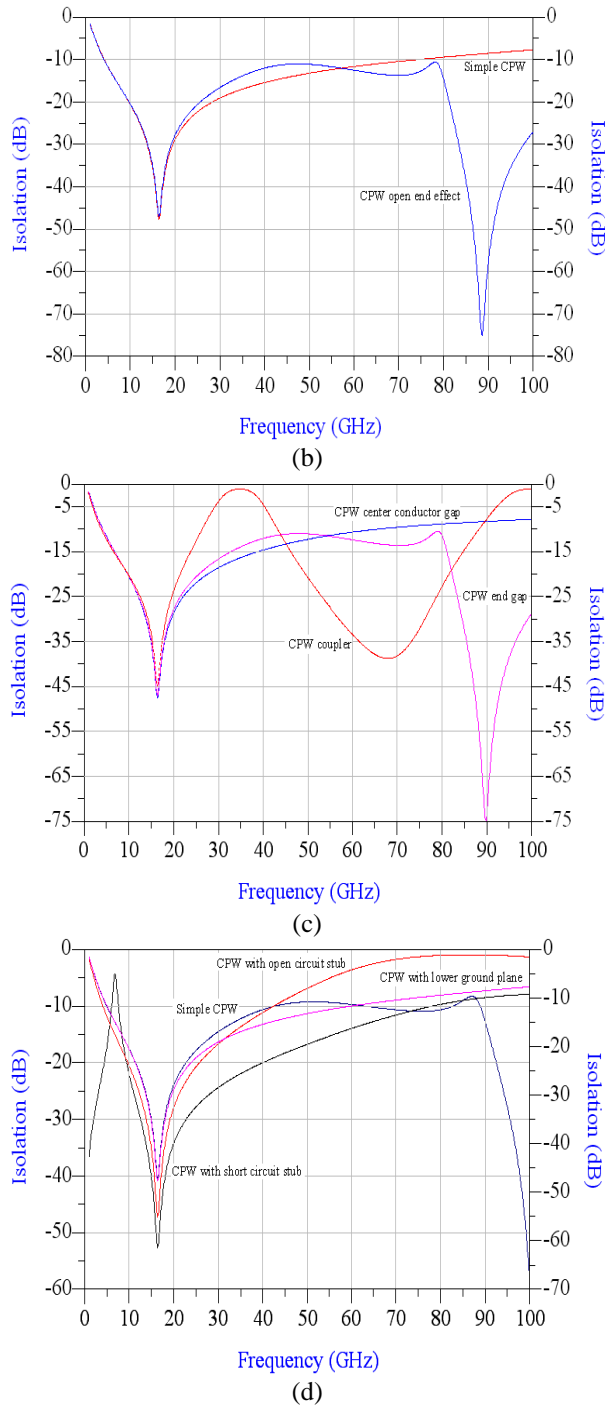 0
-10
-20
-30
-40
-50
-60
-70
-80
Isolation (dB)
Simple CPW
CPW open end effect
0
-10
-20
-30
-40
-50
-60
-70
-80
Isolation (dB)
0 10 20 30 40 50 60 70 80 90 100
Frequency (GHz)
(b)
0
-5
-15
-25
-35
-45
-55
-65
-75
Isolation (dB)
CPW center conductor gap
CPW end gap
CPW coupler
0
-5
-15
-25
-35
-45
-55
-65
-75
Isolation (dB)
0 10 20 30 40 50 60 70 80 90 100
Frequency (GHz)
(c)
0
-10
-20
-30
-40
-50
-60
Isolation (dB)
CPW with open circuit stub
CPW with lower ground plane
Simple CPW
CPW with short circuit stub
0
-10
-20
-30
-40
-50
-60
-70
Isolation (dB)
0 10 20 30 40 50 60 70 80 90 100
Frequency (GHz)
(d)